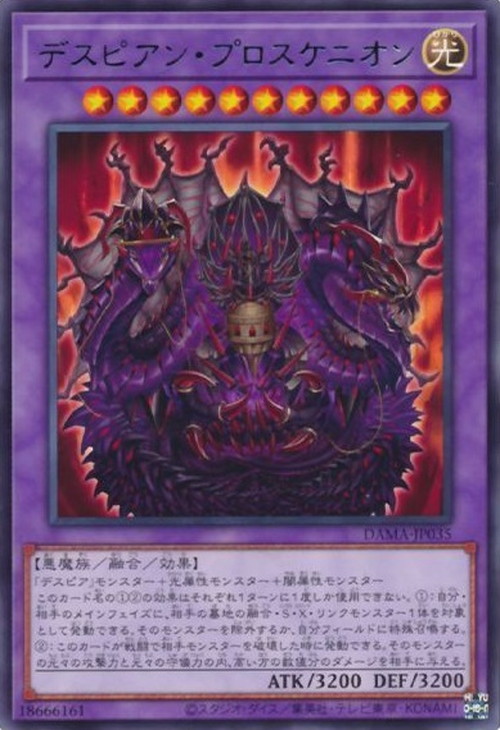 デスピアン・プロスケニオン
光
DAMA-JP035
【悪魔族/融合/効果】
「デスピア」モンスター+光属性モンスター+闇属性モンスター
このカード名の①②の効果はそれぞれ1ターンに1度しか使用できない。①:自分・
相手のメインフェイズに、相手の墓地の融合・S・X・リンクモンスター1体を対象
として発動できる。そのモンスターを除外するか、自分フィールドに特殊召喚する。
②:このカードが戦闘で相手モンスターを破壊した時に発動できる。そのモンスター
の元々の攻撃力と元々の守備力の内、高い方の数値分のダメージを相手に与える。
ATK/3200 DEF/3200
18666161 ©スタジオ・ダイス/集英社・テレビ東京・KONAMI